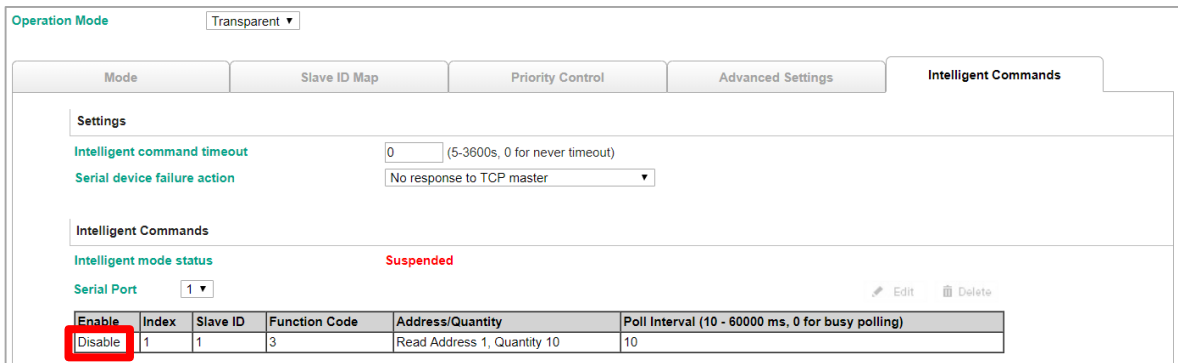 Operation Mode Transparent
Mode Slave ID Map Priority Control Advanced Settings Intelligent Commands
Settings
Intelligent command timeout 0 (5-3600s, 0 for never timeout)
Serial device failure action No response to TCP master
Intelligent Commands
Intelligent mode status Suspended
Serial Port 1 Edit Delete
Enable Index Slave ID Function Code Address/Quantity Poll Interval (10 - 60000 ms, 0 for busy polling)
Disable 1 1 3 Read Address 1, Quantity 10 10